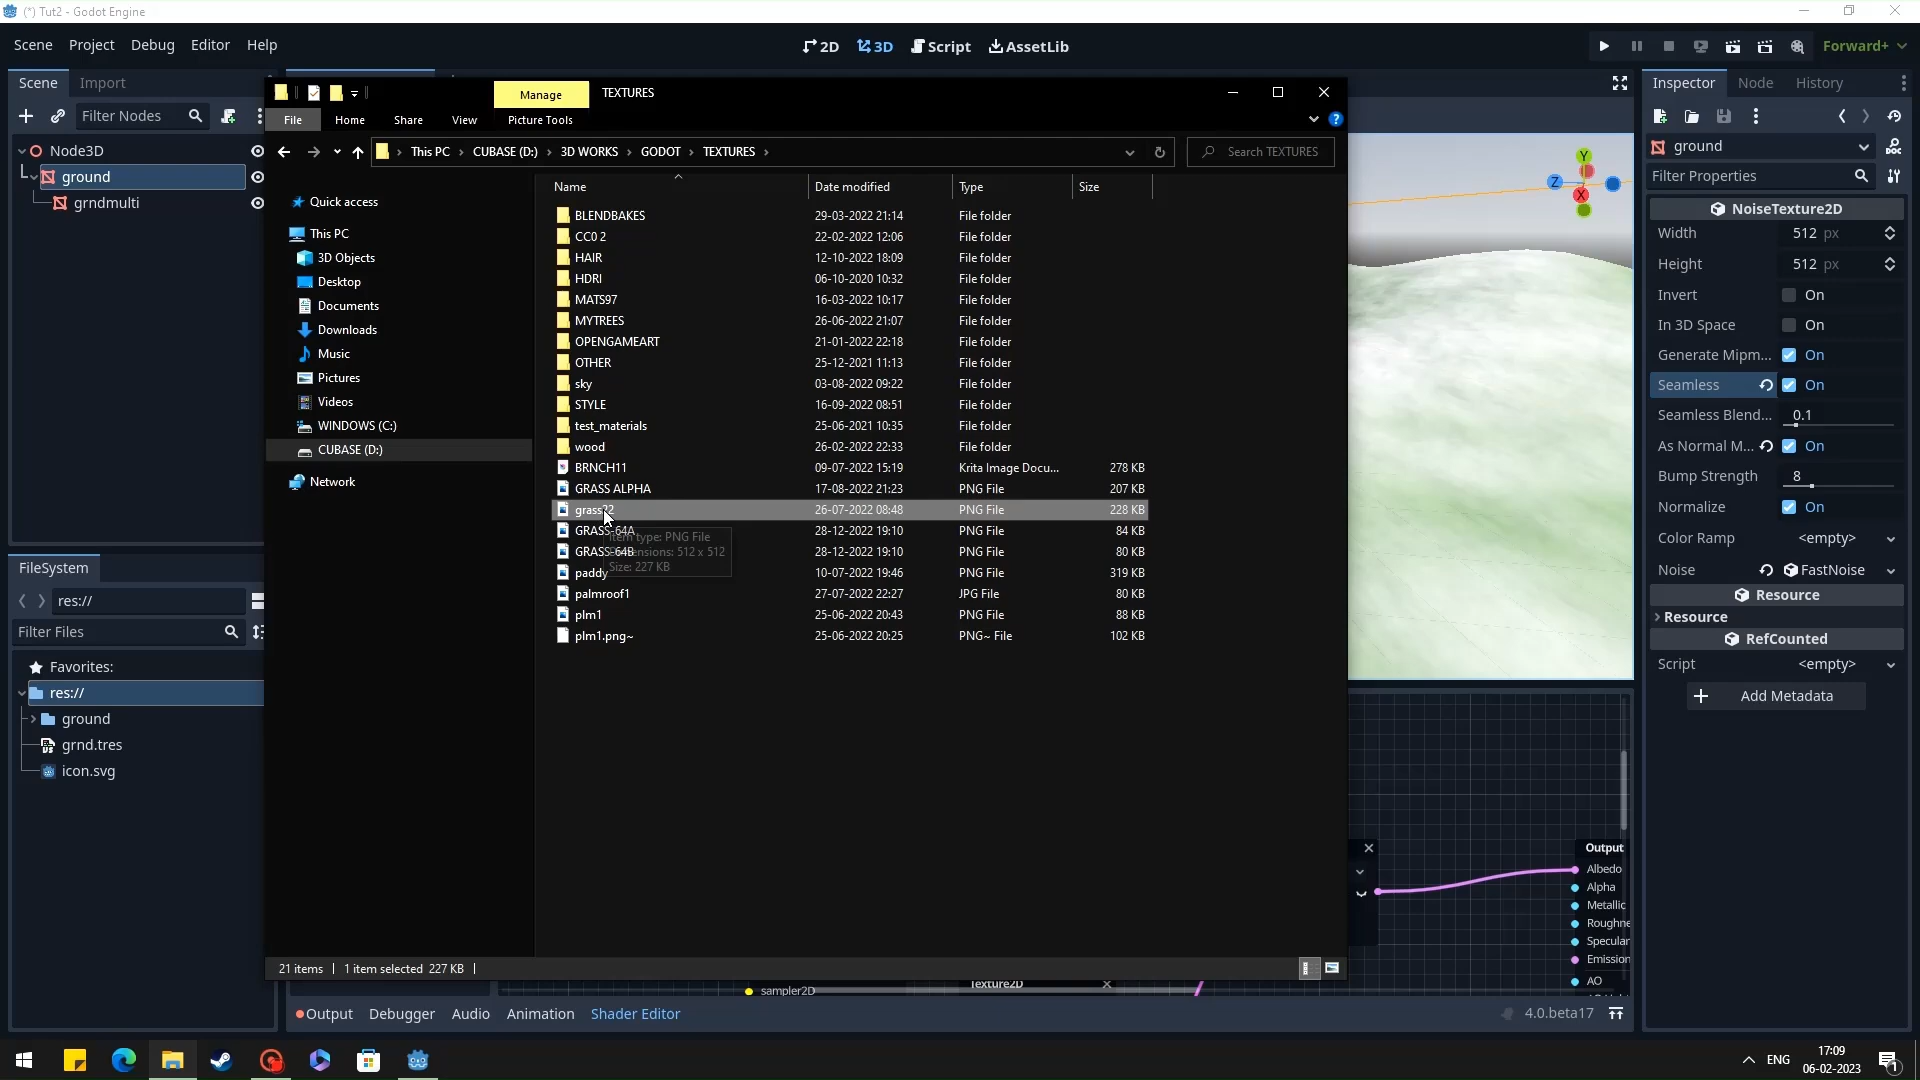 (*) Tut2 - Godot Engine
Scene Project Debug Editor Help
2D 3D Script AssetLib
Forward+
Scene Import
Filter Nodes
Node3D
ground
grndmulti
FileSystem
res://
Filter Files
Favorites:
res://
ground
grnd.tres
icon.svg
Manage TEXTURES
File Home Share View Picture Tools
This PC CUBASE (D:) 3D WORKS GODOT TEXTURES
Search TEXTURES
Quick access
This PC
3D Objects
Desktop
Documents
Downloads
Music
Pictures
Videos
WINDOWS (C:)
CUBASE (D:)
Network
Name Date modified Type Size
BLENDBAKES 29-03-2022 21:14 File folder
CC0 2 22-02-2022 12:06 File folder
HAIR 12-10-2022 18:09 File folder
HDRI 06-10-2020 10:32 File folder
MATS97 16-03-2022 10:17 File folder
MYTREES 26-06-2022 21:07 File folder
OPENGAMEART 21-01-2022 22:18 File folder
OTHER 25-12-2021 11:13 File folder
sky 03-08-2022 09:22 File folder
STYLE 16-09-2022 08:51 File folder
test_materials 25-06-2021 10:35 File folder
wood 26-02-2022 22:33 File folder
BRNCH11 09-07-2022 15:19 Krita Image Docu... 278 KB
GRASS ALPHA 17-08-2022 21:23 PNG File 207 KB
grass22 26-07-2022 08:48 PNG File 228 KB
GRASS-64A 28-12-2022 19:10 PNG File 84 KB
GRASS-64B 28-12-2022 19:10 PNG File 80 KB
paddy 10-07-2022 19:46 PNG File 319 KB
palmroof1 27-07-2022 22:27 JPG File 80 KB
plm1 25-06-2022 20:43 PNG File 88 KB
plm1.png~ 25-06-2022 20:25 PNG~ File 102 KB
Item type: PNG File
512 x 512
Size: 227 KB
21 items 1 item selected 227 KB
Y
Z
X
Output
Albedo
Alpha
Metallic
Roughne
Specular
Emission
AO
sampler2D
Texture2D
Output Debugger Audio Animation Shader Editor
4.0.beta17
Inspector Node History
ground
Filter Properties
NoiseTexture2D
Width 512 px
Height 512 px
Invert On
In 3D Space On
Generate Mipm... On
Seamless On
Seamless Blend... 0.1
As Normal M... On
Bump Strength 8
Normalize On
Color Ramp <empty>
Noise FastNoise
Resource
Resource
RefCounted
Script <empty>
Add Metadata
ENG
17:09
06-02-2023
1